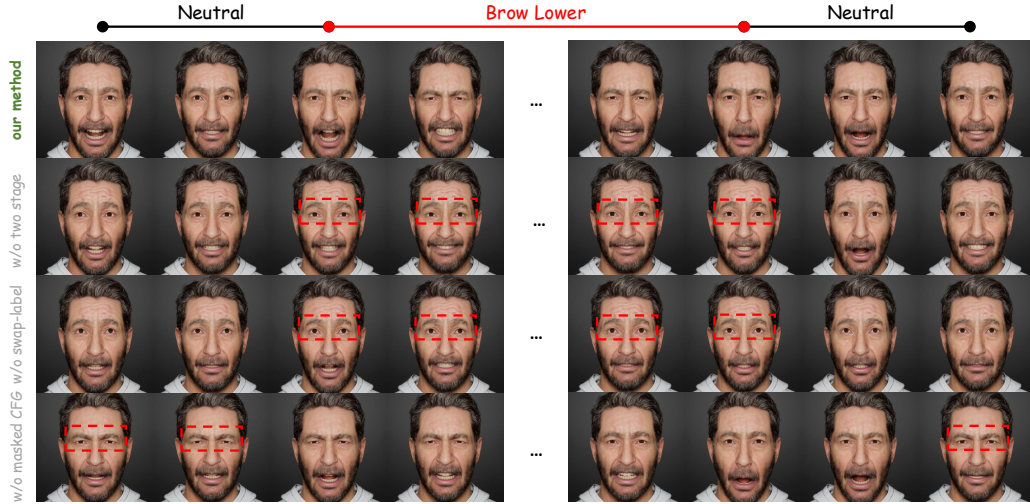 Neutral
Brow Lower
Neutral
our method
...
w/o two stage
...
w/o swap-label
...
w/o masked CFG
...